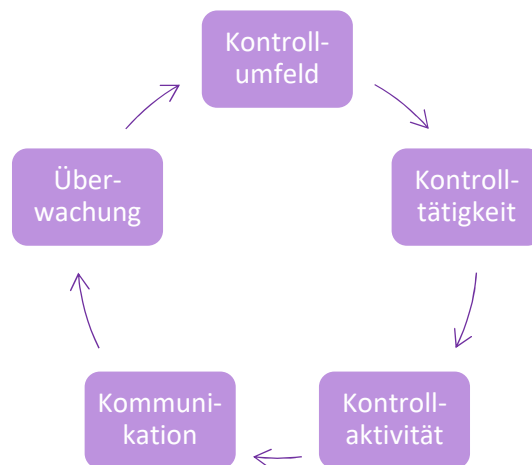 Kontroll-
umfeld
Kontroll-
tätigkeit
Kontroll-
aktivität
Kommuni-
kation
Über-
wachung